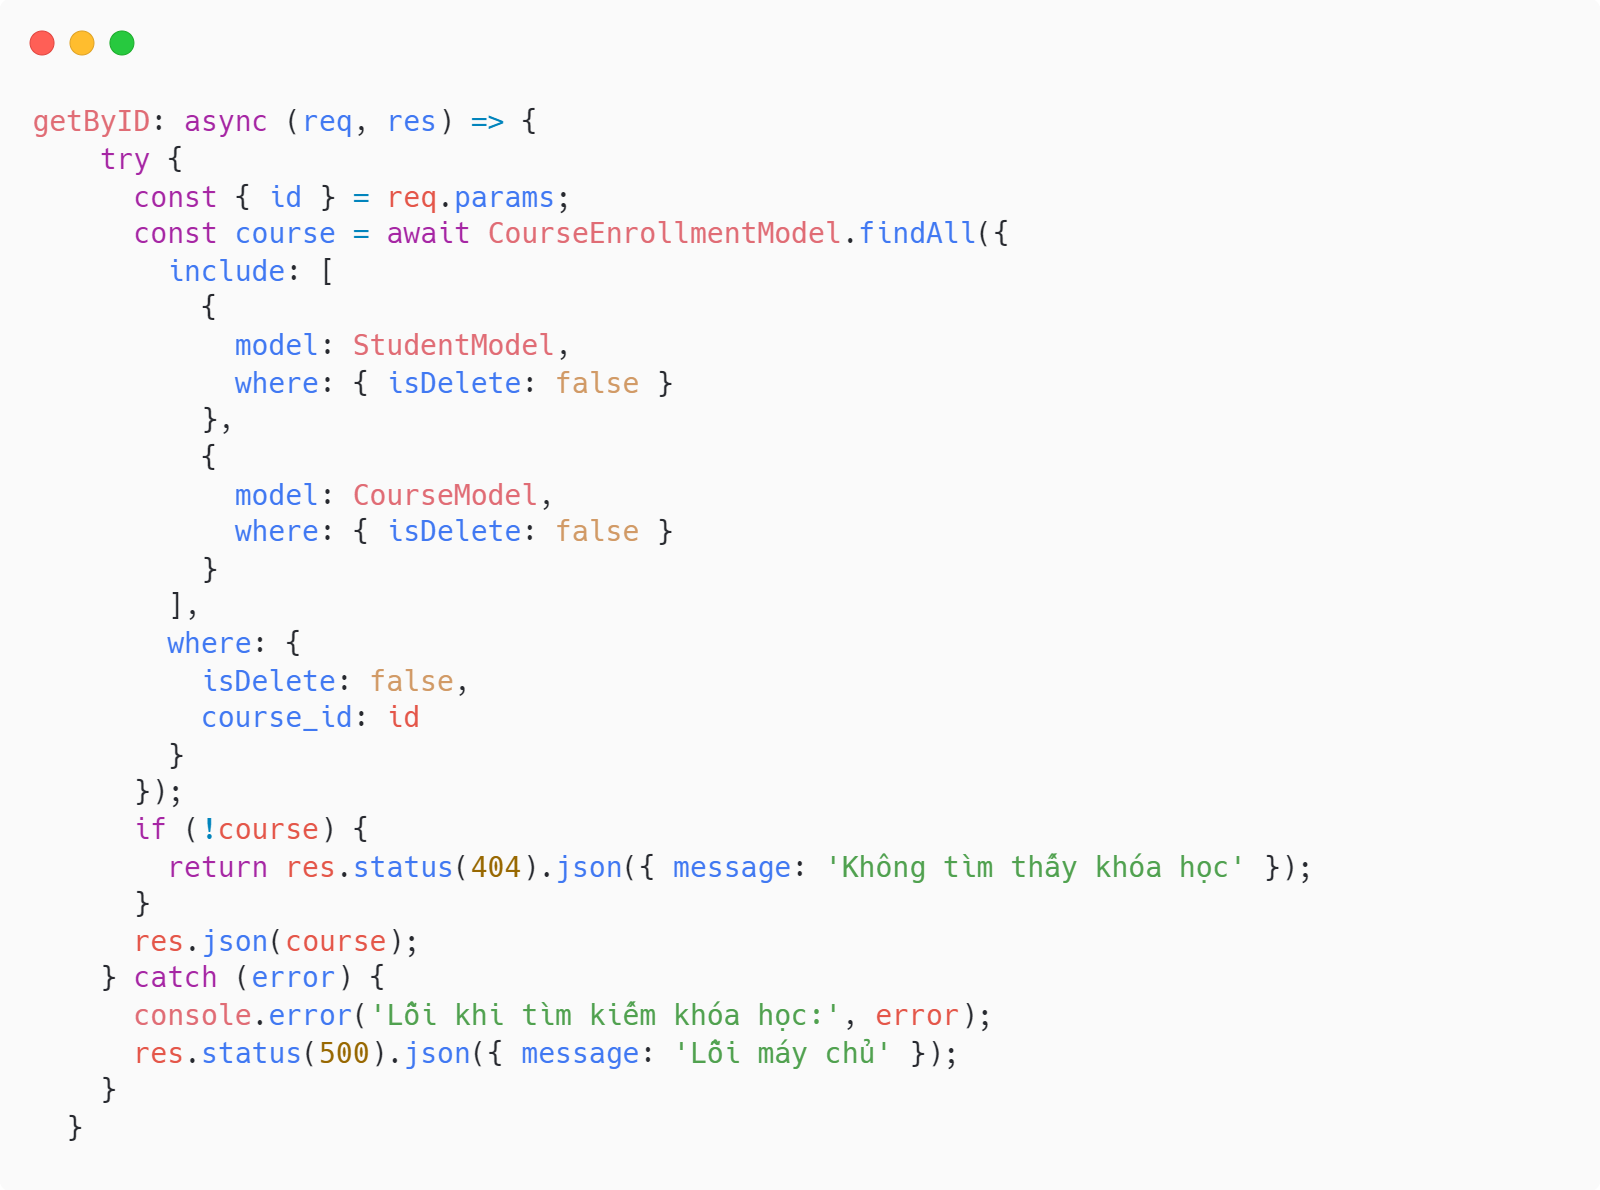 getByID: async (req, res) => {
    try {
      const { id } = req.params;
      const course = await CourseEnrollmentModel.findAll({
        include: [
          {
            model: StudentModel,
            where: { isDelete: false }
          },
          {
            model: CourseModel,
            where: { isDelete: false }
          }
        ],
        where: {
          isDelete: false,
          course_id: id
        }
      });
      if (!course) {
        return res.status(404).json({ message: 'Không tìm thấy khóa học' });
      }
      res.json(course);
    } catch (error) {
      console.error('Lỗi khi tìm kiếm khóa học:', error);
      res.status(500).json({ message: 'Lỗi máy chủ' });
    }
  }